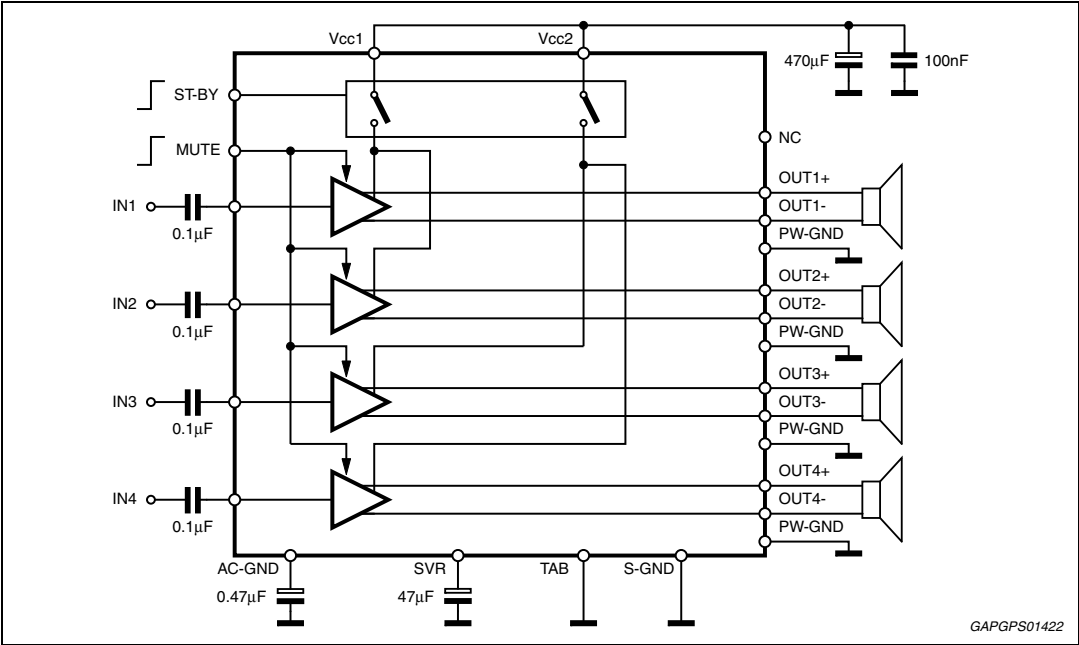 Vcc1
Vcc2
470μF
100nF
ST-BY
NC
MUTE
OUT1+
IN1
OUT1-
0.1μF
PW-GND
OUT2+
IN2
OUT2-
0.1μF
PW-GND
OUT3+
IN3
OUT3-
0.1μF
PW-GND
OUT4+
IN4
OUT4-
0.1μF
PW-GND
AC-GND
SVR
TAB
S-GND
0.47μF
47μF
GAPGPS01422